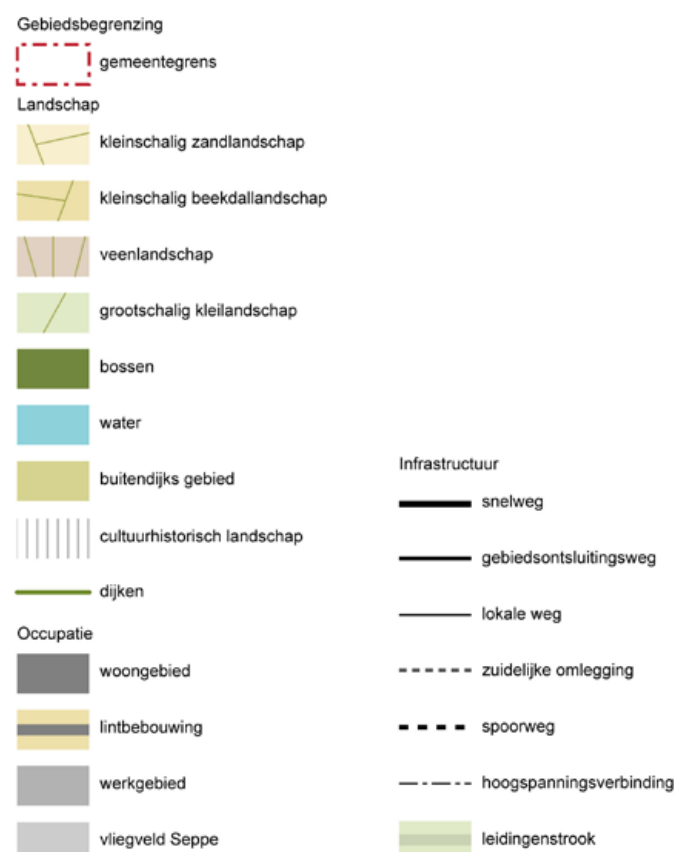 Gebiedsbegrenzing
gemeentegrens
Landschap
kleinschalig zandlandschap
kleinschalig beekdallandschap
veenlandschap
grootschalig kleilandschap
bossen
water
buitendijks gebied
cultuurhistorisch landschap
dijken
Occupatie
woongebied
lintbebouwing
werkgebied
vliegveld Seppe
Infrastructuur
snelweg
gebiedsontsluitingsweg
lokale weg
zuidelijke omlegging
spoorweg
hoogspanningsverbinding
leidingenstrook